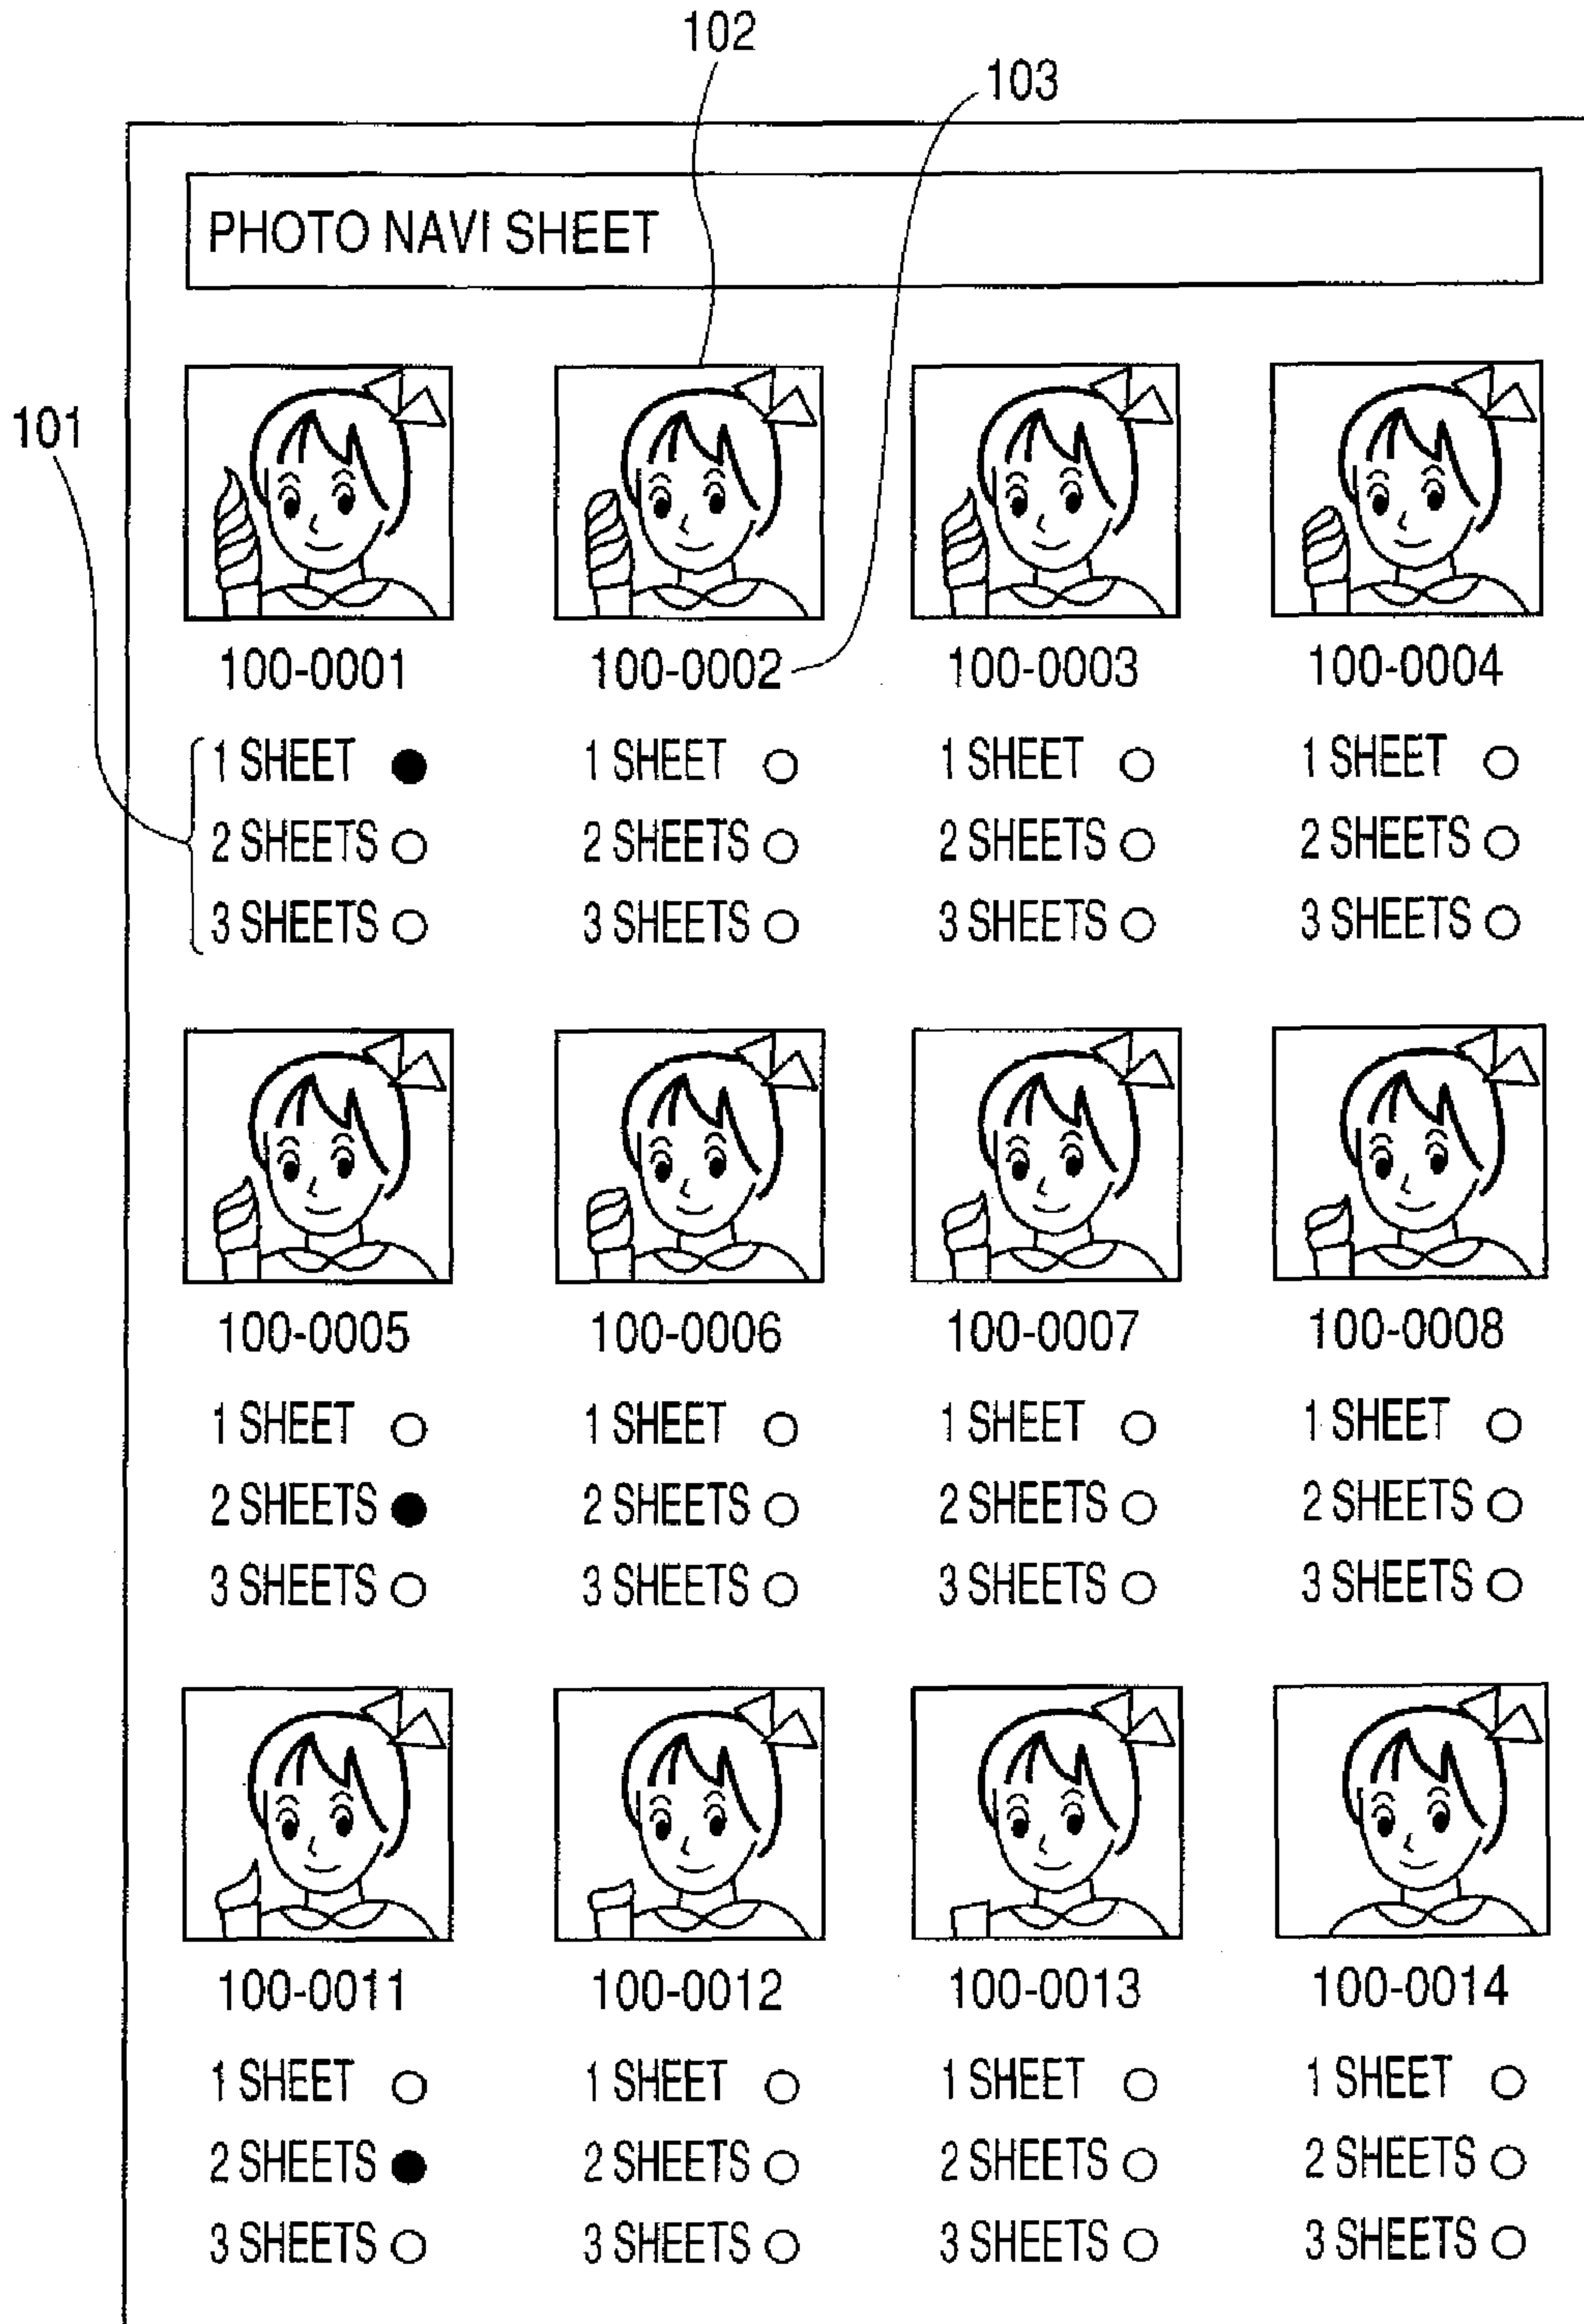 102
103
PHOTO NAVI SHEET
101
100-0001 100-0002 100-0003 100-0004
1 SHEET 1 SHEET 1 SHEET 1 SHEET
2 SHEETS 2 SHEETS 2 SHEETS 2 SHEETS
3 SHEETS 3 SHEETS 3 SHEETS 3 SHEETS
100-0005 100-0006 100-0007 100-0008
1 SHEET 1 SHEET 1 SHEET 1 SHEET
2 SHEETS 2 SHEETS 2 SHEETS 2 SHEETS
3 SHEETS 3 SHEETS 3 SHEETS 3 SHEETS
100-0011 100-0012 100-0013 100-0014
1 SHEET 1 SHEET 1 SHEET 1 SHEET
2 SHEETS 2 SHEETS 2 SHEETS 2 SHEETS
3 SHEETS 3 SHEETS 3 SHEETS 3 SHEETS